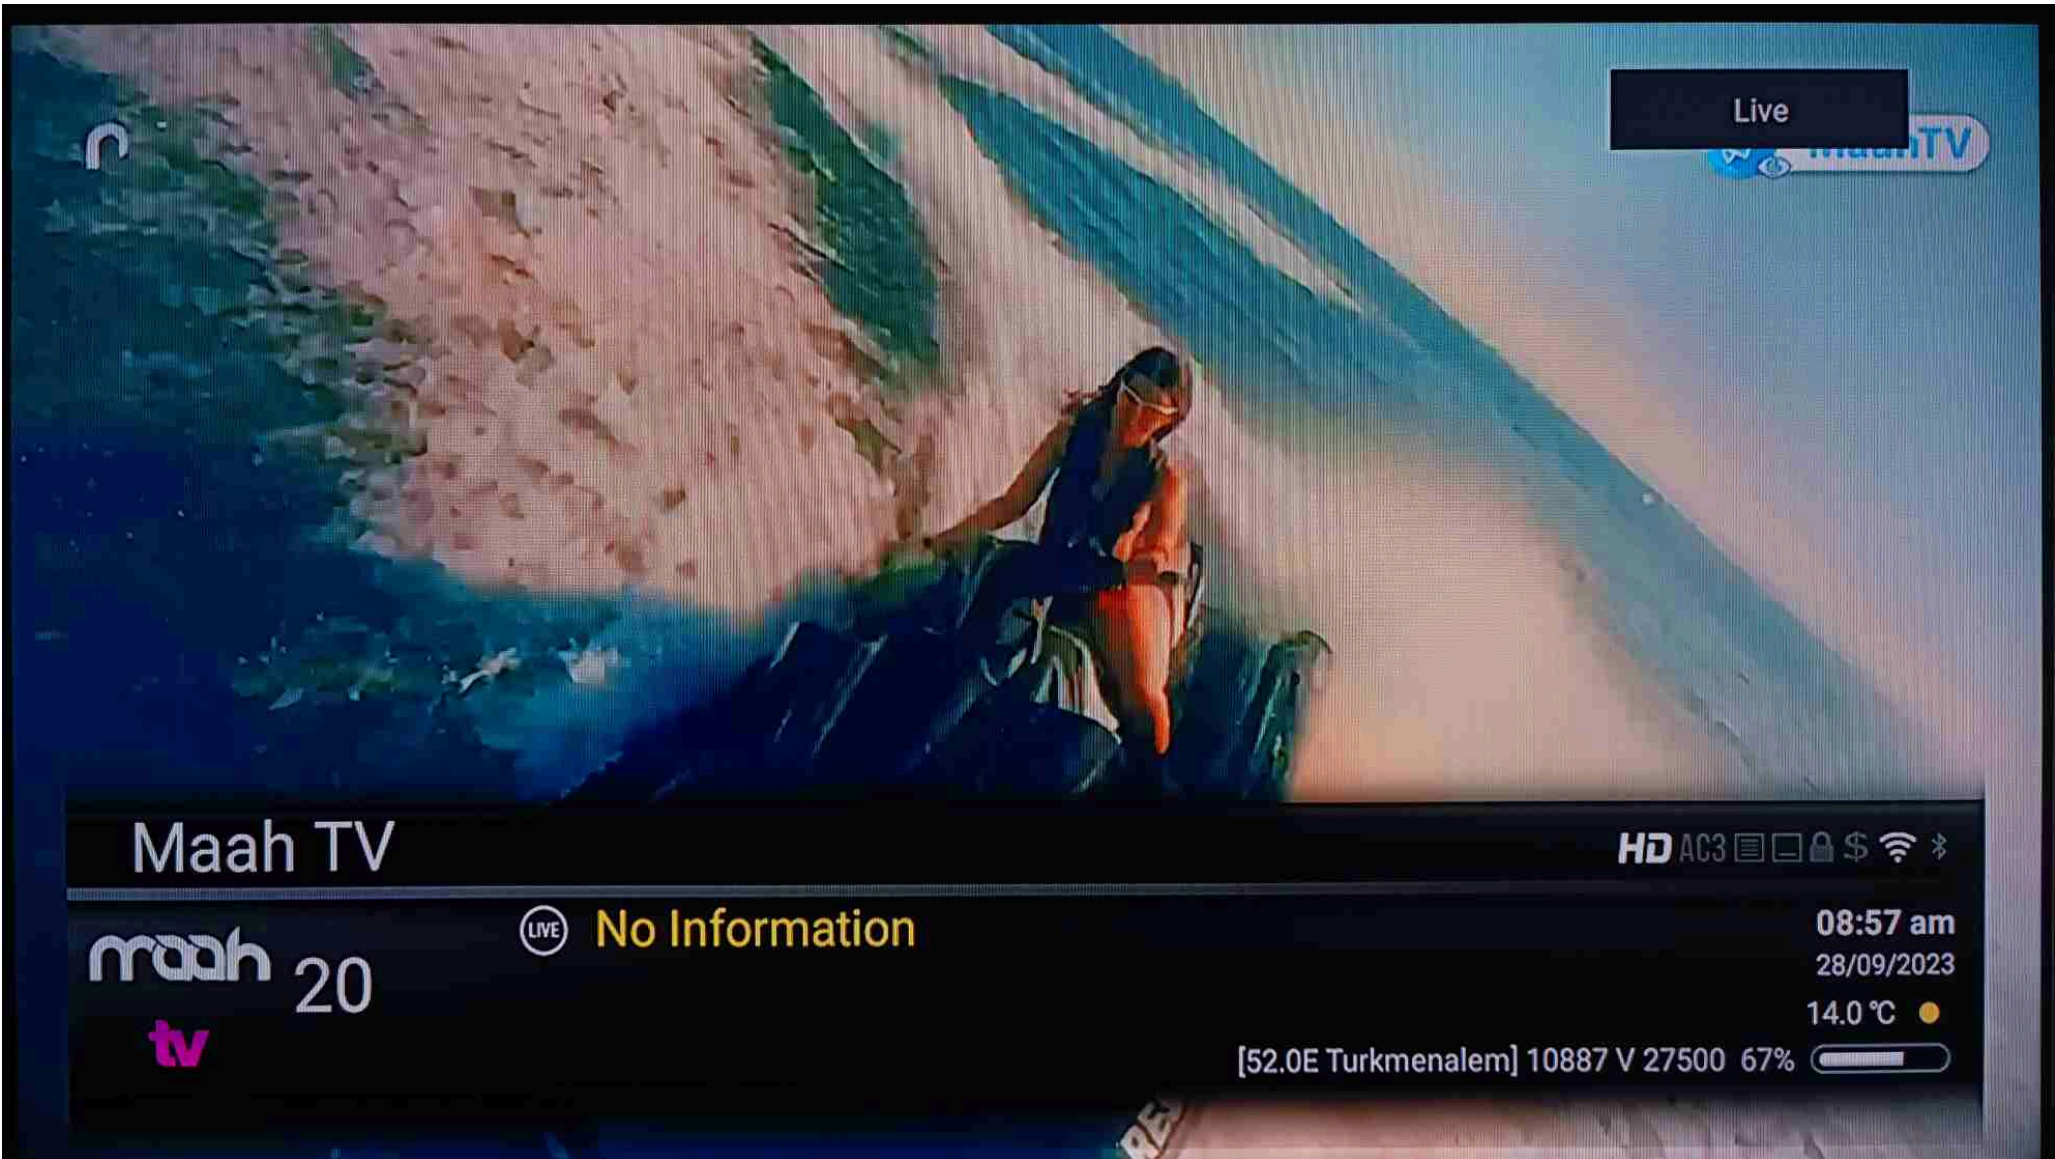 Live
MaahTV
Maah TV
HD AC3 $
LIVE No Information
08:57 am
maah 20
28/09/2023
tv
14.0 °C
[52.0E Turkmenalem] 10887 V 27500 67%